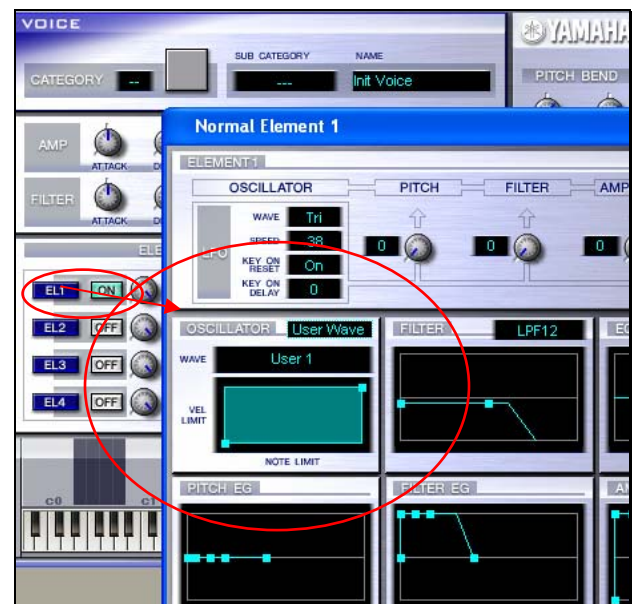 VOICE
YAMAHA
SUB CATEGORY NAME
CATEGORY -- --- Init Voice
PITCH BEND
Normal Element 1
AMP
ATTACK
ELEMENT1
OSCILLATOR PITCH FILTER AMP
FILTER
ATTACK
LFO
WAVE Tri
SPEED 38 0 0 0
KEY ON RESET On
KEY ON DELAY 0
EL1 ON
EL2 OFF
EL3 OFF
EL4 OFF
OSCILLATOR User Wave FILTER LPF12
WAVE User 1
VEL LIMIT
NOTE LIMIT
PITCH EG FILTER EG
C0 C1